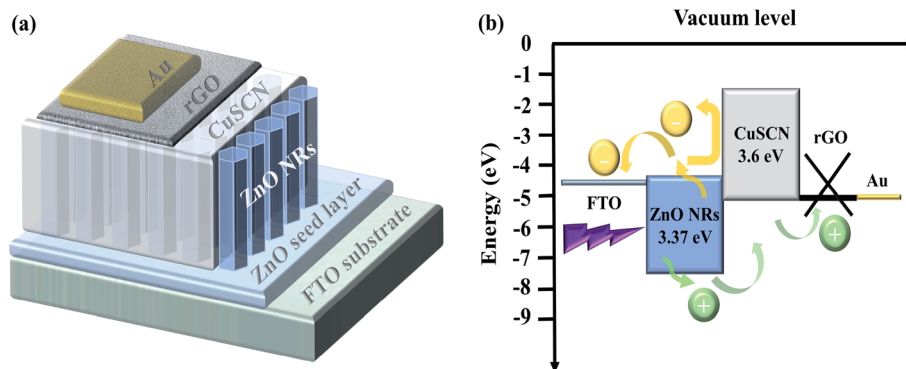 (a)
Au
rGO
CuSCN
ZnO NRs
ZnO seed layer
FTO substrate
(b)
Vacuum level
Energy (eV)
0
-1
-2
-3
-4
-5
-6
-7
-8
-9
FTO
ZnO NRs
3.37 eV
CuSCN
3.6 eV
rGO
Au
−
−
+
+